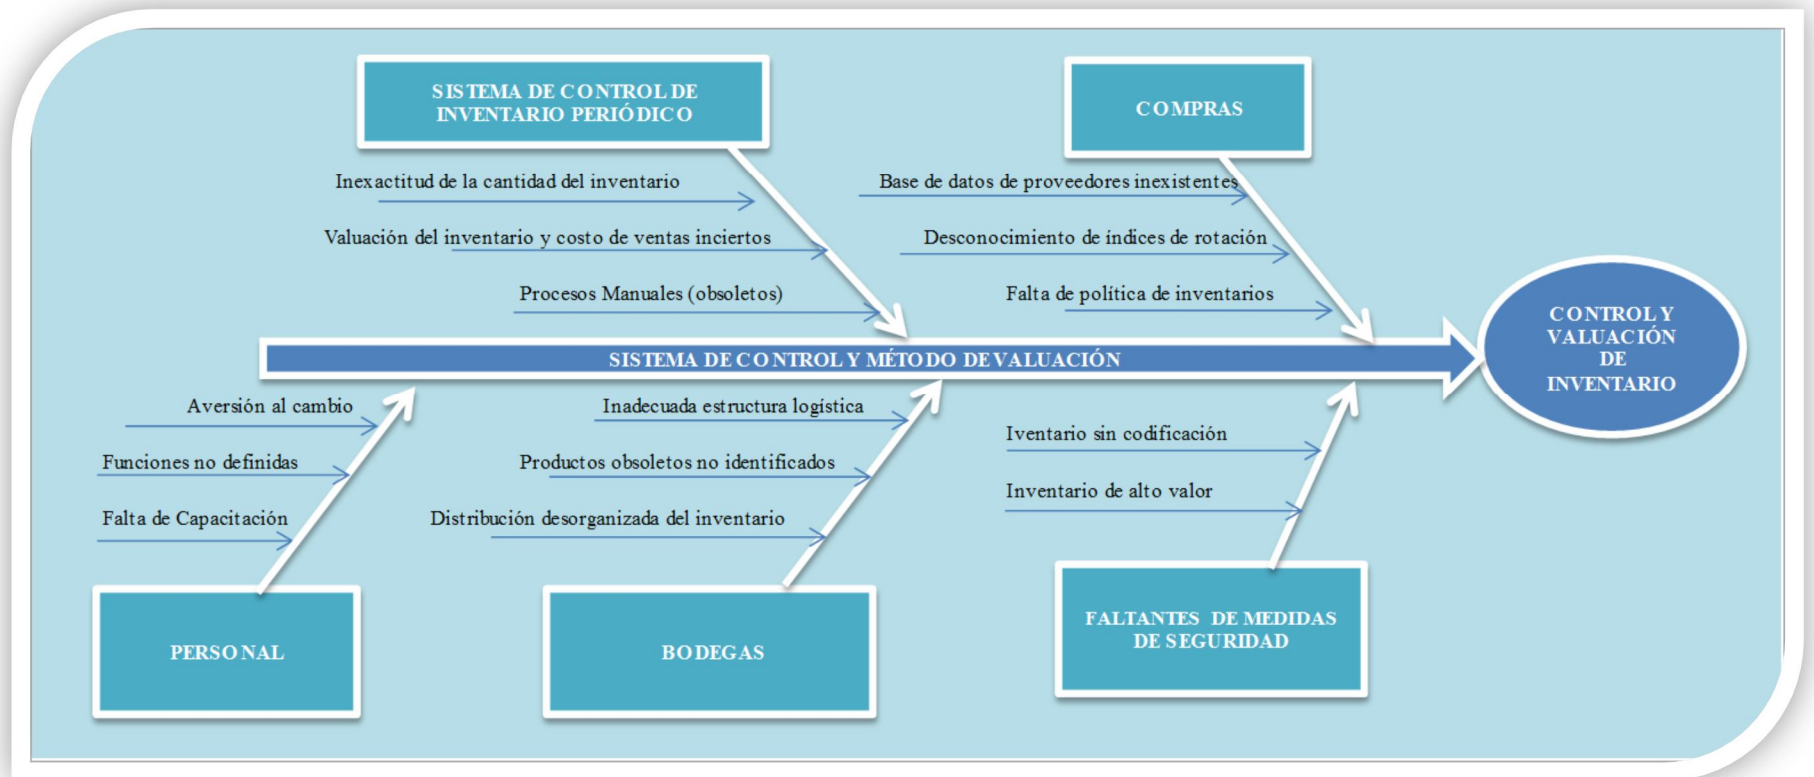 SISTEMA DE CONTROL DE
INVENTARIO PERIÓDICO
COMPRAS
Inexactitud de la cantidad del inventario
Base de datos de proveedores inexistentes
Valuación del inventario y costo de ventas inciertos
Desconocimiento de índices de rotación
Procesos Manuales (obsoletos)
Falta de política de inventarios
SISTEMA DE CONTROL Y MÉTODO DE VALUACIÓN
CONTROL Y
VALUACIÓN
DE
INVENTARIO
Aversión al cambio
Funciones no definidas
Falta de Capacitación
Inadecuada estructura logística
Productos obsoletos no identificados
Distribución desorganizada del inventario
Iventario sin codificación
Inventario de alto valor
PERSONAL
BODEGAS
FALTANTES DE MEDIDAS
DE SEGURIDAD